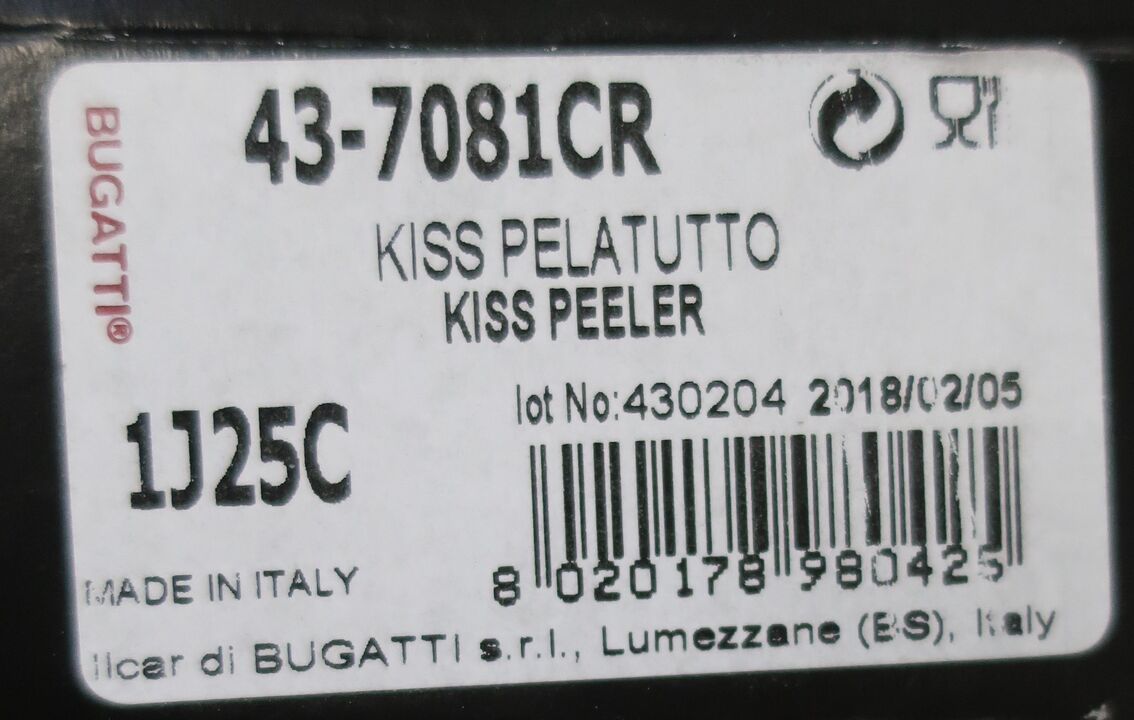 BUGATTI®
43-7081CR
KISS PELATUTTO
KISS PEELER
lot No:430204 2018/02/05
1J25C
8 020178 980425
MADE IN ITALY
Ilcar di BUGATTI s.r.l., Lumezzane (BS), Italy